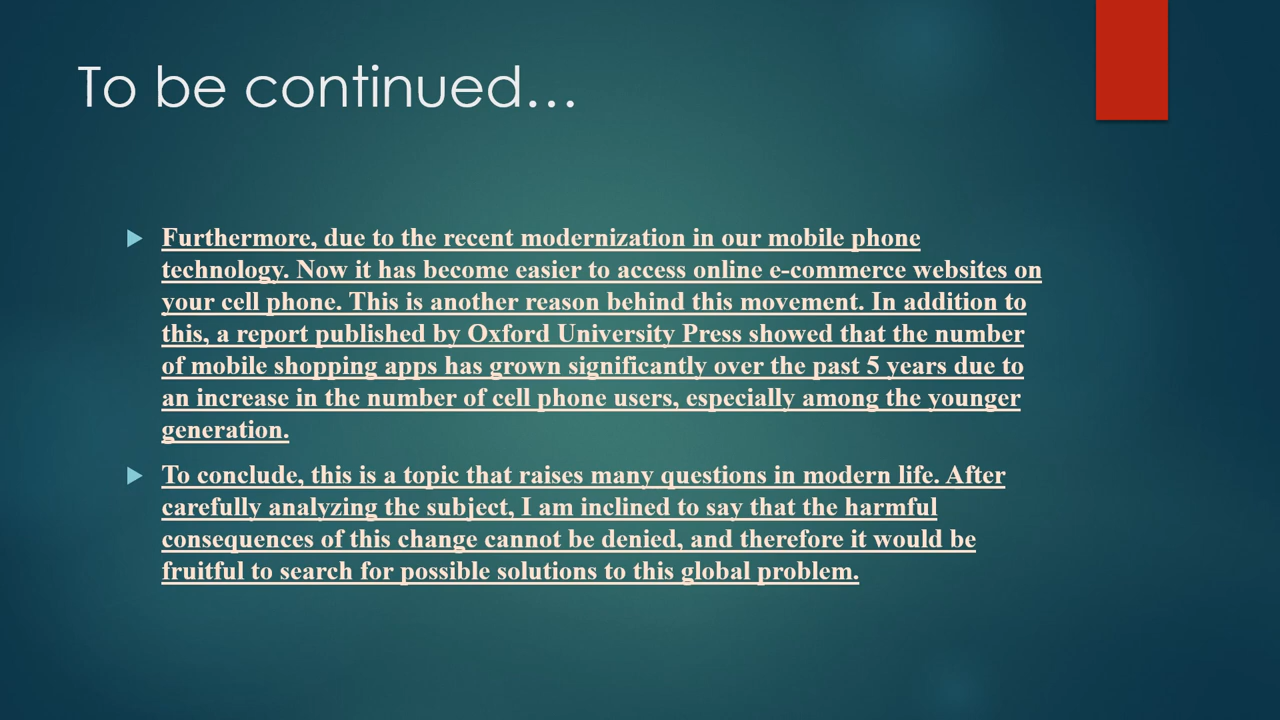 To be continued…
Furthermore, due to the recent modernization in our mobile phone
technology. Now it has become easier to access online e-commerce websites on
your cell phone. This is another reason behind this movement. In addition to
this, a report published by Oxford University Press showed that the number
of mobile shopping apps has grown significantly over the past 5 years due to
an increase in the number of cell phone users, especially among the younger
generation.
To conclude, this is a topic that raises many questions in modern life. After
carefully analyzing the subject, I am inclined to say that the harmful
consequences of this change cannot be denied, and therefore it would be
fruitful to search for possible solutions to this global problem.